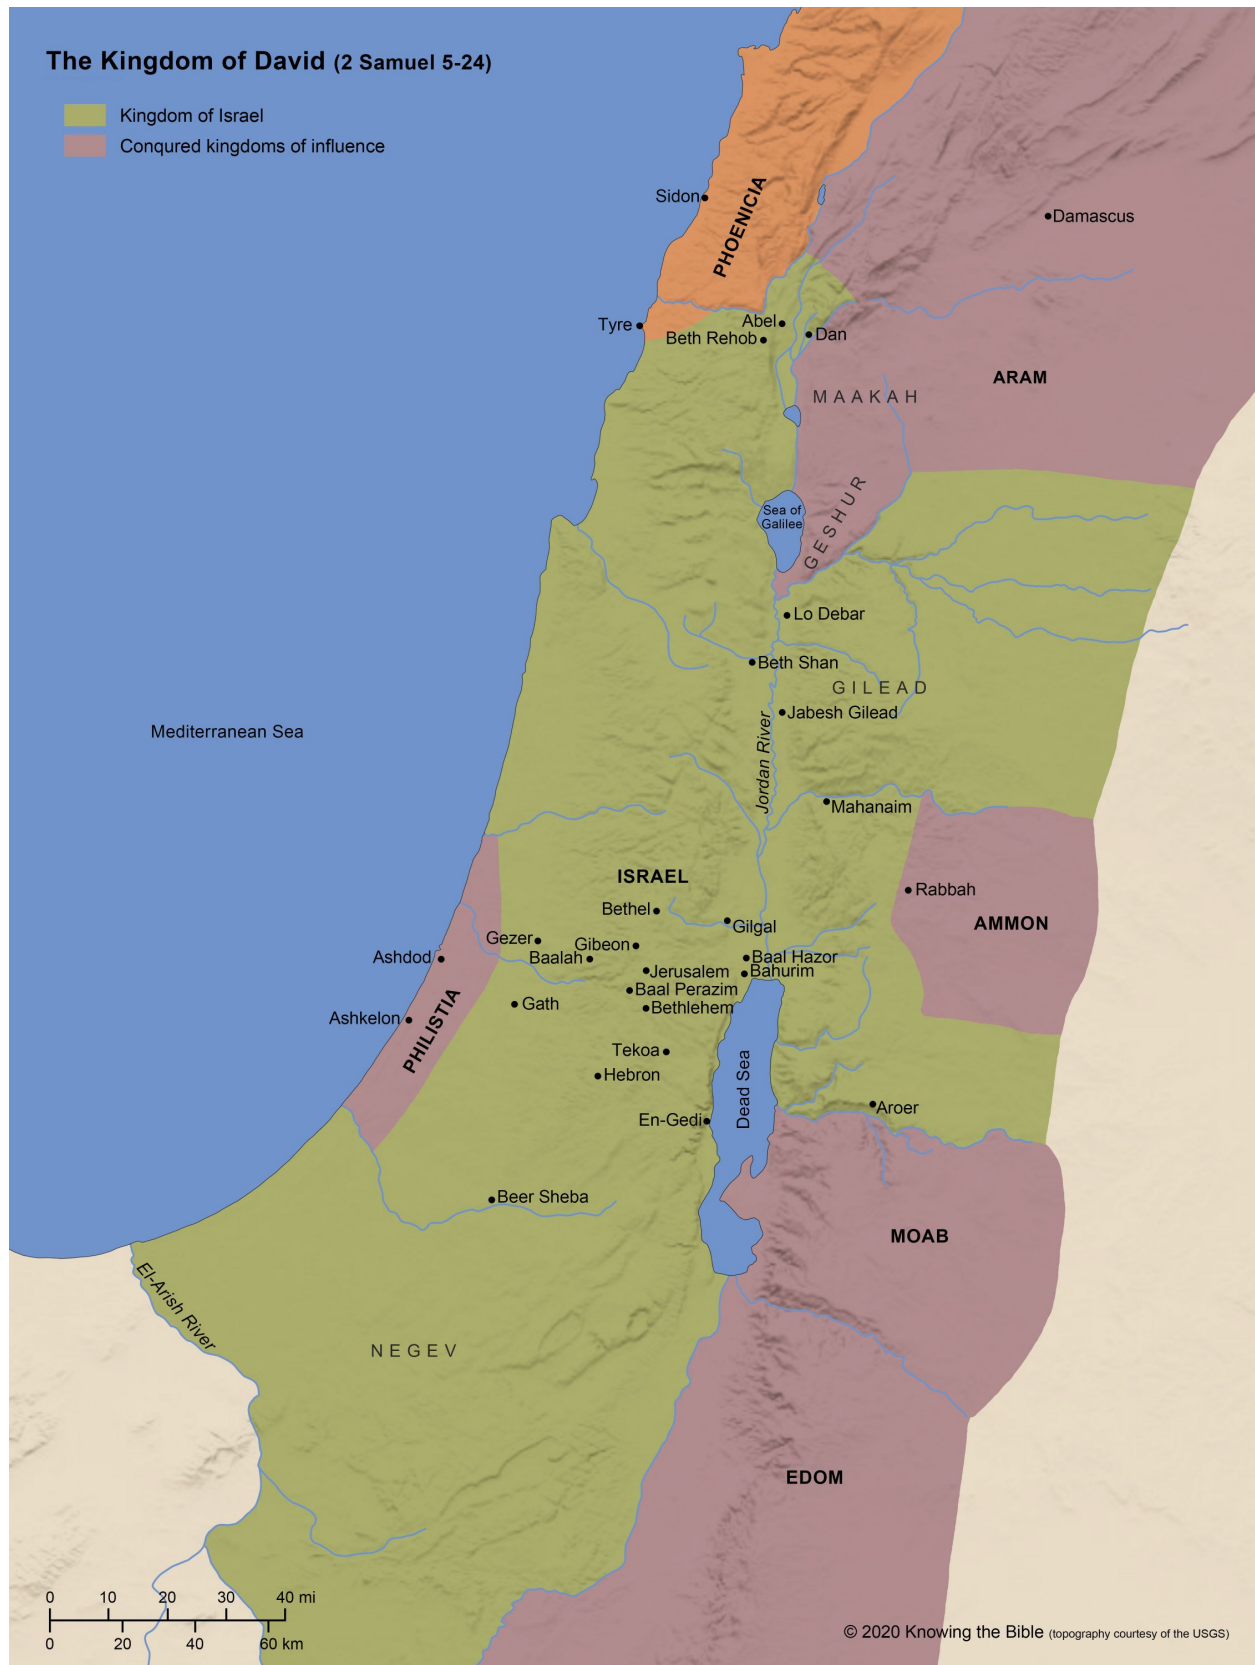 The Kingdom of David (2 Samuel 5-24)
Kingdom of Israel
Conqured kingdoms of influence
Sidon
PHOENICIA
Damascus
Tyre
Abel
Beth Rehob
Dan
ARAM
MAAKAH
GESHUR
Sea of
Galilee
Lo Debar
Beth Shan
GILEAD
Jabesh Gilead
Mediterranean Sea
Jordan River
Mahanaim
ISRAEL
Rabbah
AMMON
Bethel
Gilgal
Gezer
Gibeon
Ashdod
Baalah
Baal Hazor
Jerusalem
Bahurim
Baal Perazim
Gath
Bethlehem
Ashkelon
PHILISTIA
Tekoa
Hebron
Dead Sea
En-Gedi
Aroer
Beer Sheba
MOAB
El-Arish River
NEGEV
EDOM
0 10 20 30 40 mi
0 20 40 60 km
© 2020 Knowing the Bible (topography courtesy of the USGS)